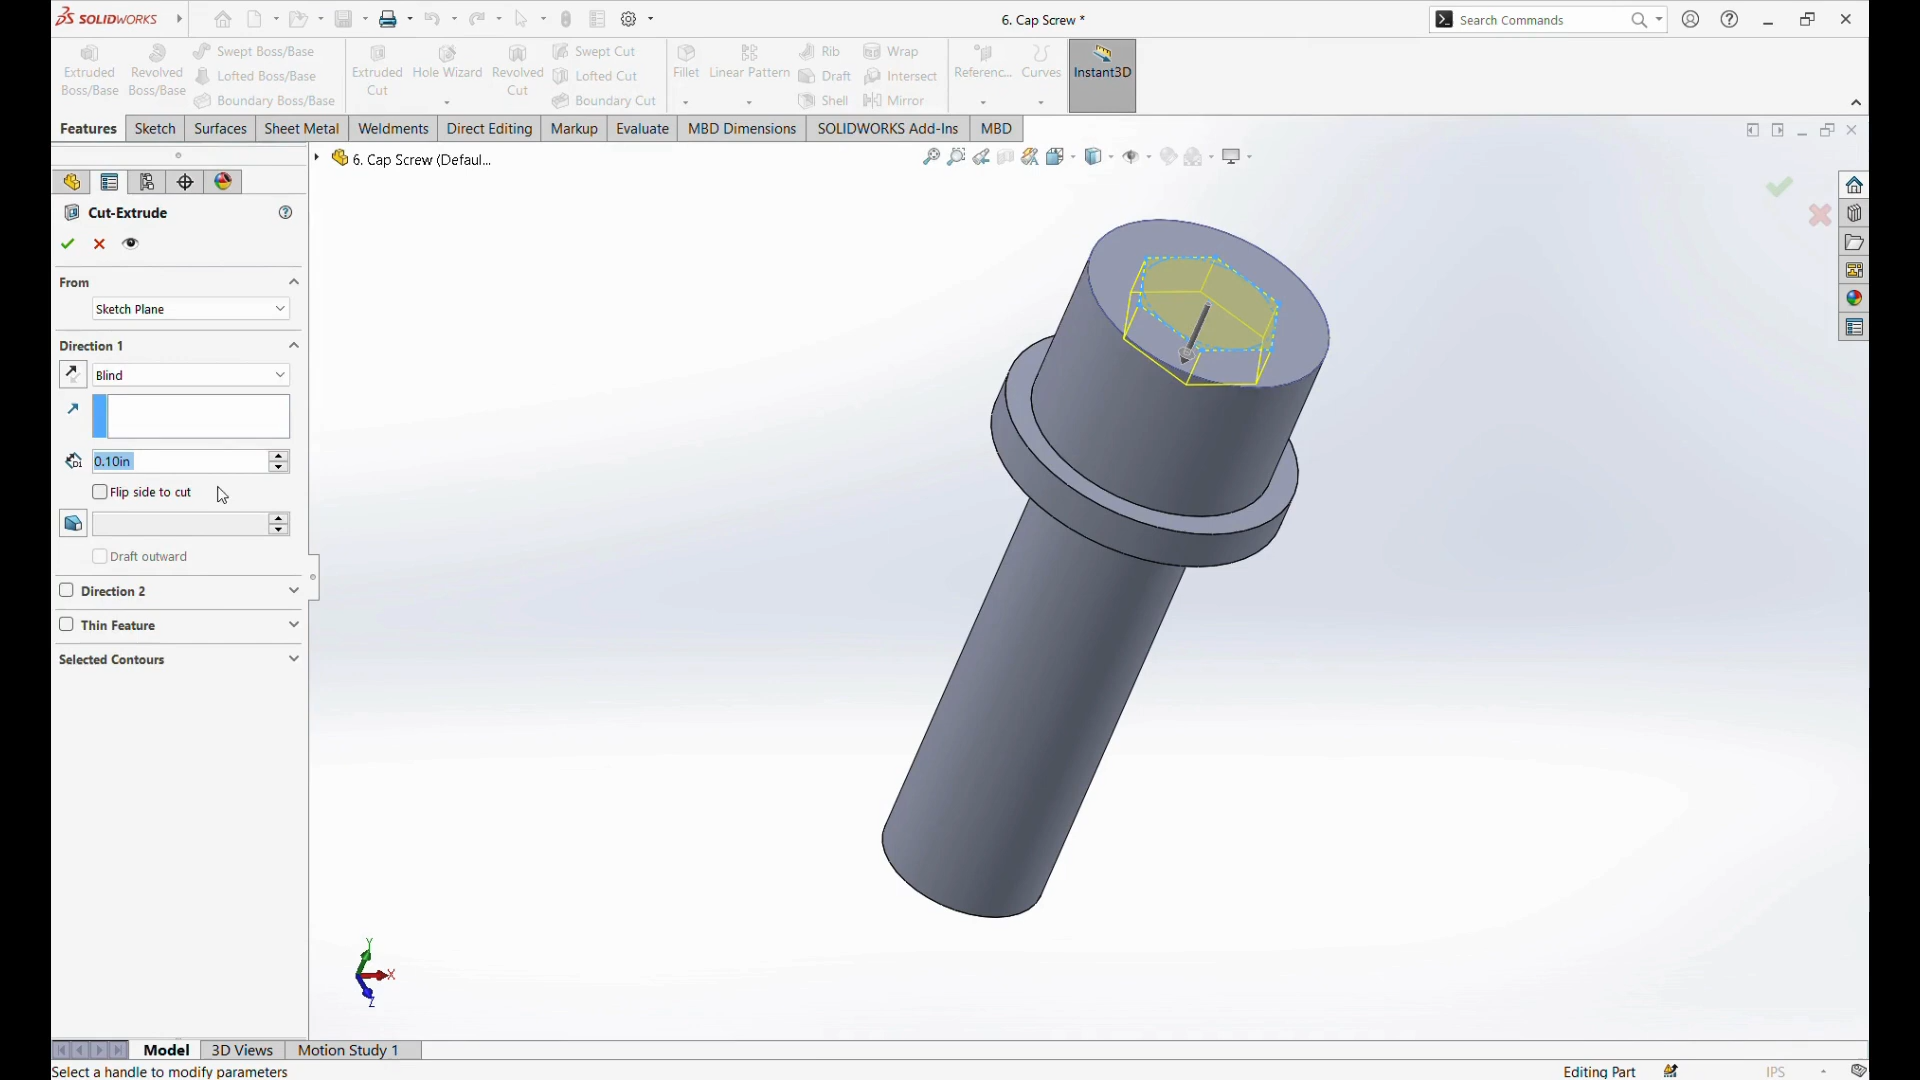 SOLIDWORKS
6. Cap Screw *
Search Commands
Extruded Boss/Base
Revolved Boss/Base
Swept Boss/Base
Lofted Boss/Base
Boundary Boss/Base
Extruded Cut
Hole Wizard
Revolved Cut
Swept Cut
Lofted Cut
Boundary Cut
Fillet
Linear Pattern
Rib
Draft
Shell
Wrap
Intersect
Mirror
Referenc...
Curves
Instant3D
Features
Sketch
Surfaces
Sheet Metal
Weldments
Direct Editing
Markup
Evaluate
MBD Dimensions
SOLIDWORKS Add-Ins
MBD
6. Cap Screw (Defaul...
Cut-Extrude
From
Sketch Plane
Direction 1
Blind
D1
0.10in
Flip side to cut
Draft outward
Direction 2
Thin Feature
Selected Contours
Y
X
Z
Model
3D Views
Motion Study 1
Select a handle to modify parameters
Editing Part
IPS